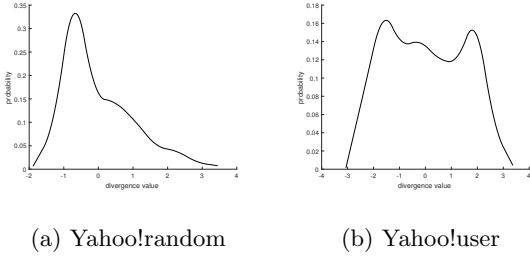 0.35
0.3
0.25
0.2
0.15
0.1
0.05
0
-2 -1 0 1 2 3 4
probability
divergence value
(a) Yahoo!random
0.18
0.16
0.14
0.12
0.1
0.08
0.06
0.04
0.02
0
-4 -3 -2 -1 0 1 2 3 4
probability
divergence value
(b) Yahoo!user